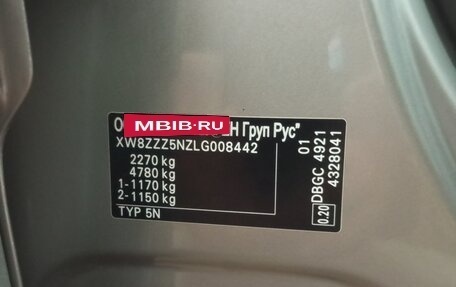 О МBIB.RU Н Груп Рус"
XW8ZZZ5NZLG008442
2270 kg
4780 kg
1-1170 kg
2-1150 kg
TYP 5N
01
DBGC 4921
4328041
0.20